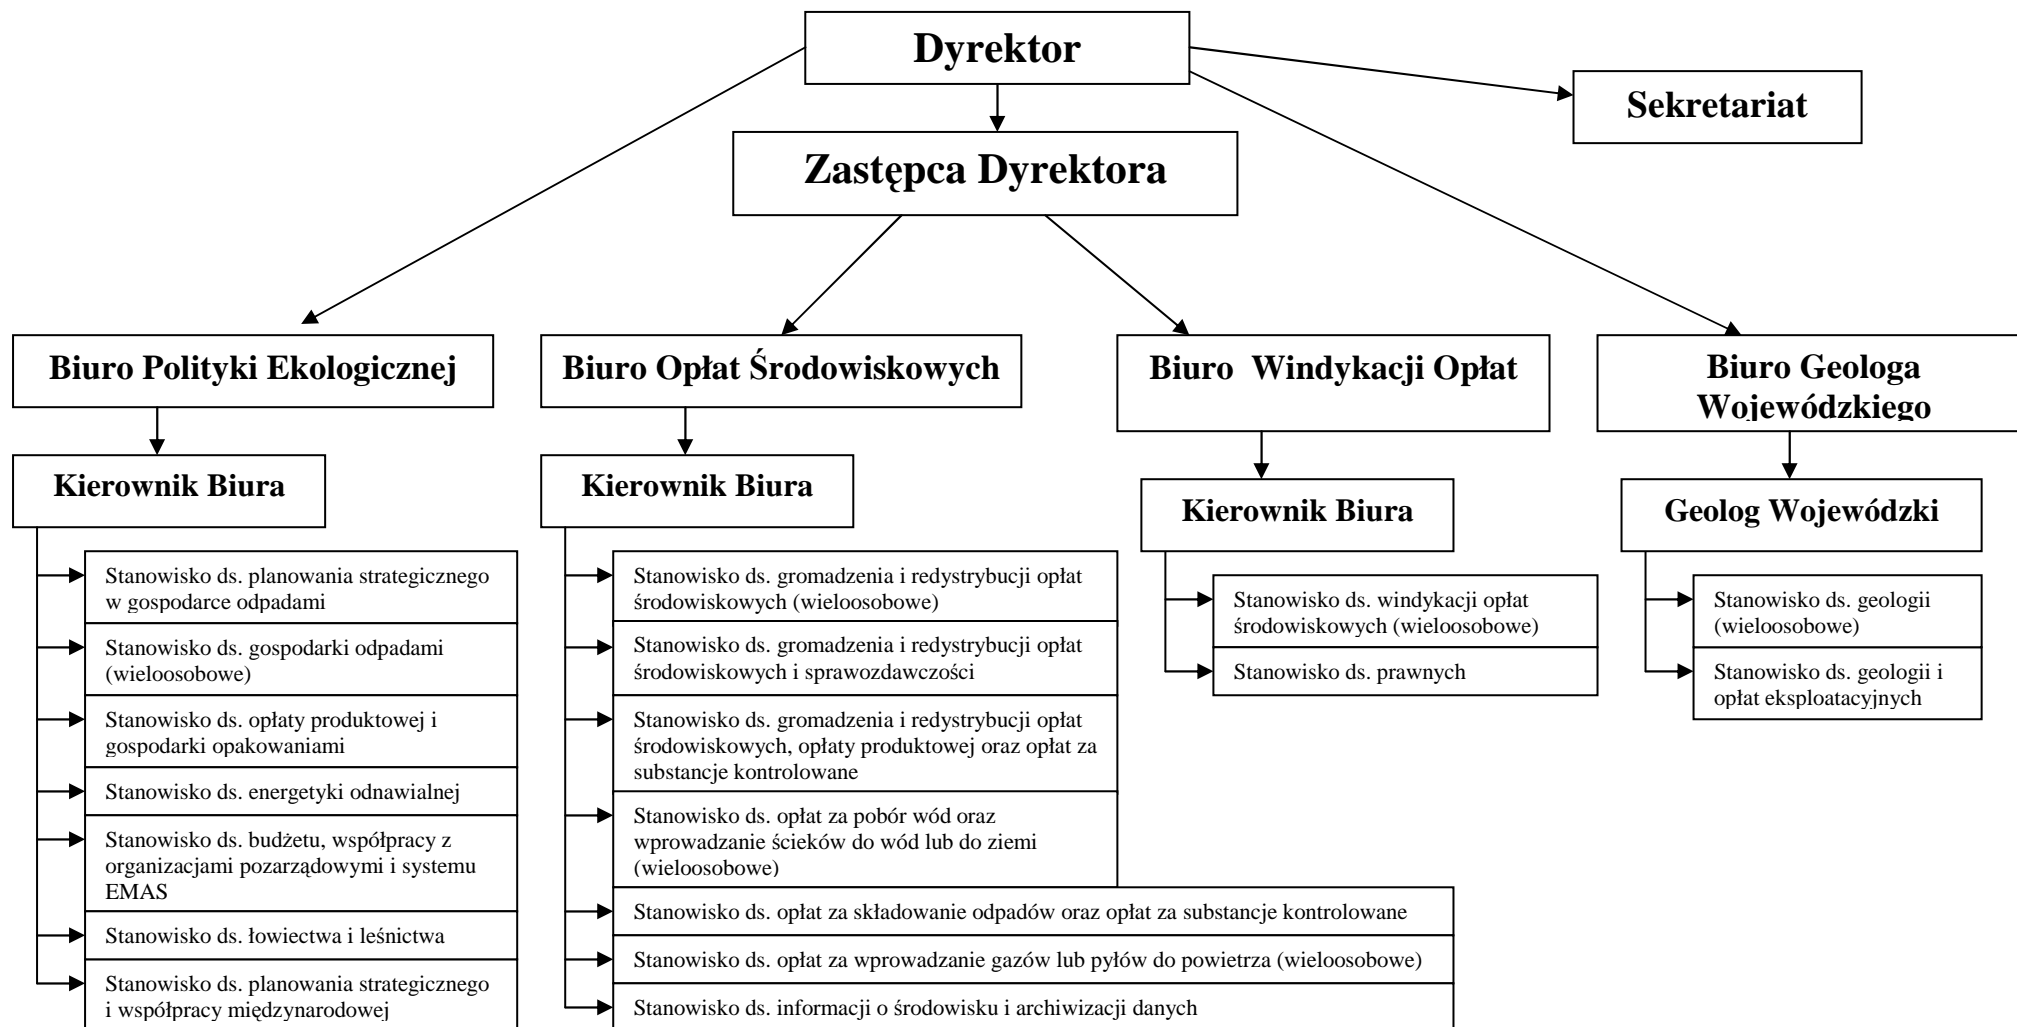 Dyrektor
Sekretariat
Zastępca Dyrektora
Biuro Polityki Ekologicznej
Biuro Opłat Środowiskowych
Biuro Windykacji Opłat
Biuro Geologa
Wojewódzkiego
Kierownik Biura
Stanowisko ds. planowania strategicznego
w gospodarce odpadami
Stanowisko ds. gospodarki odpadami
(wieloosobowe)
Stanowisko ds. opłaty produktowej i
gospodarki opakowaniami
Stanowisko ds. energetyki odnawialnej
Stanowisko ds. budżetu, współpracy z
organizacjami pozarządowymi i systemu
EMAS
Stanowisko ds. łowiectwa i leśnictwa
Stanowisko ds. planowania strategicznego
i współpracy międzynarodowej
Kierownik Biura
Stanowisko ds. gromadzenia i redystrybucji opłat
środowiskowych (wieloosobowe)
Stanowisko ds. gromadzenia i redystrybucji opłat
środowiskowych i sprawozdawczości
Stanowisko ds. gromadzenia i redystrybucji opłat
środowiskowych, opłaty produktowej oraz opłat za
substancje kontrolowane
Stanowisko ds. opłat za pobór wód oraz
wprowadzanie ścieków do wód lub do ziemi
(wieloosobowe)
Stanowisko ds. opłat za składowanie odpadów oraz opłat za substancje kontrolowane
Stanowisko ds. opłat za wprowadzanie gazów lub pyłów do powietrza (wieloosobowe)
Stanowisko ds. informacji o środowisku i archiwizacji danych
Kierownik Biura
Stanowisko ds. windykacji opłat
środowiskowych (wieloosobowe)
Stanowisko ds. prawnych
Geolog Wojewódzki
Stanowisko ds. geologii
(wieloosobowe)
Stanowisko ds. geologii i
opłat eksploatacyjnych